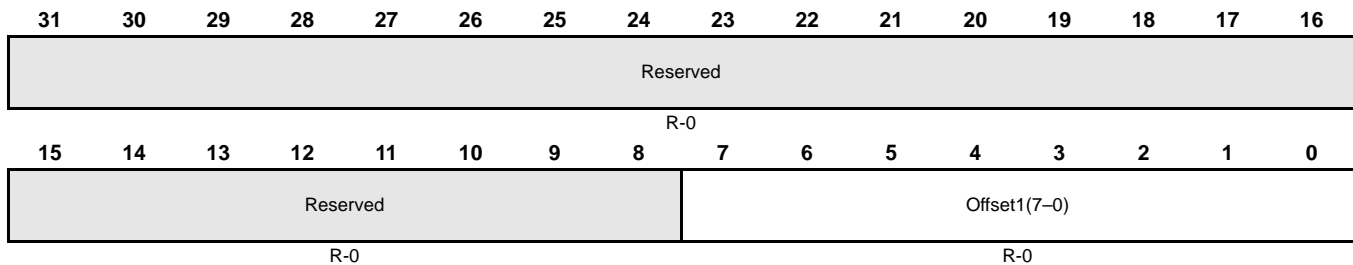 31 30 29 28 27 26 25 24 23 22 21 20 19 18 17 16
Reserved
R-0
15 14 13 12 11 10 9 8 7 6 5 4 3 2 1 0
Reserved Offset1(7–0)
R-0 R-0